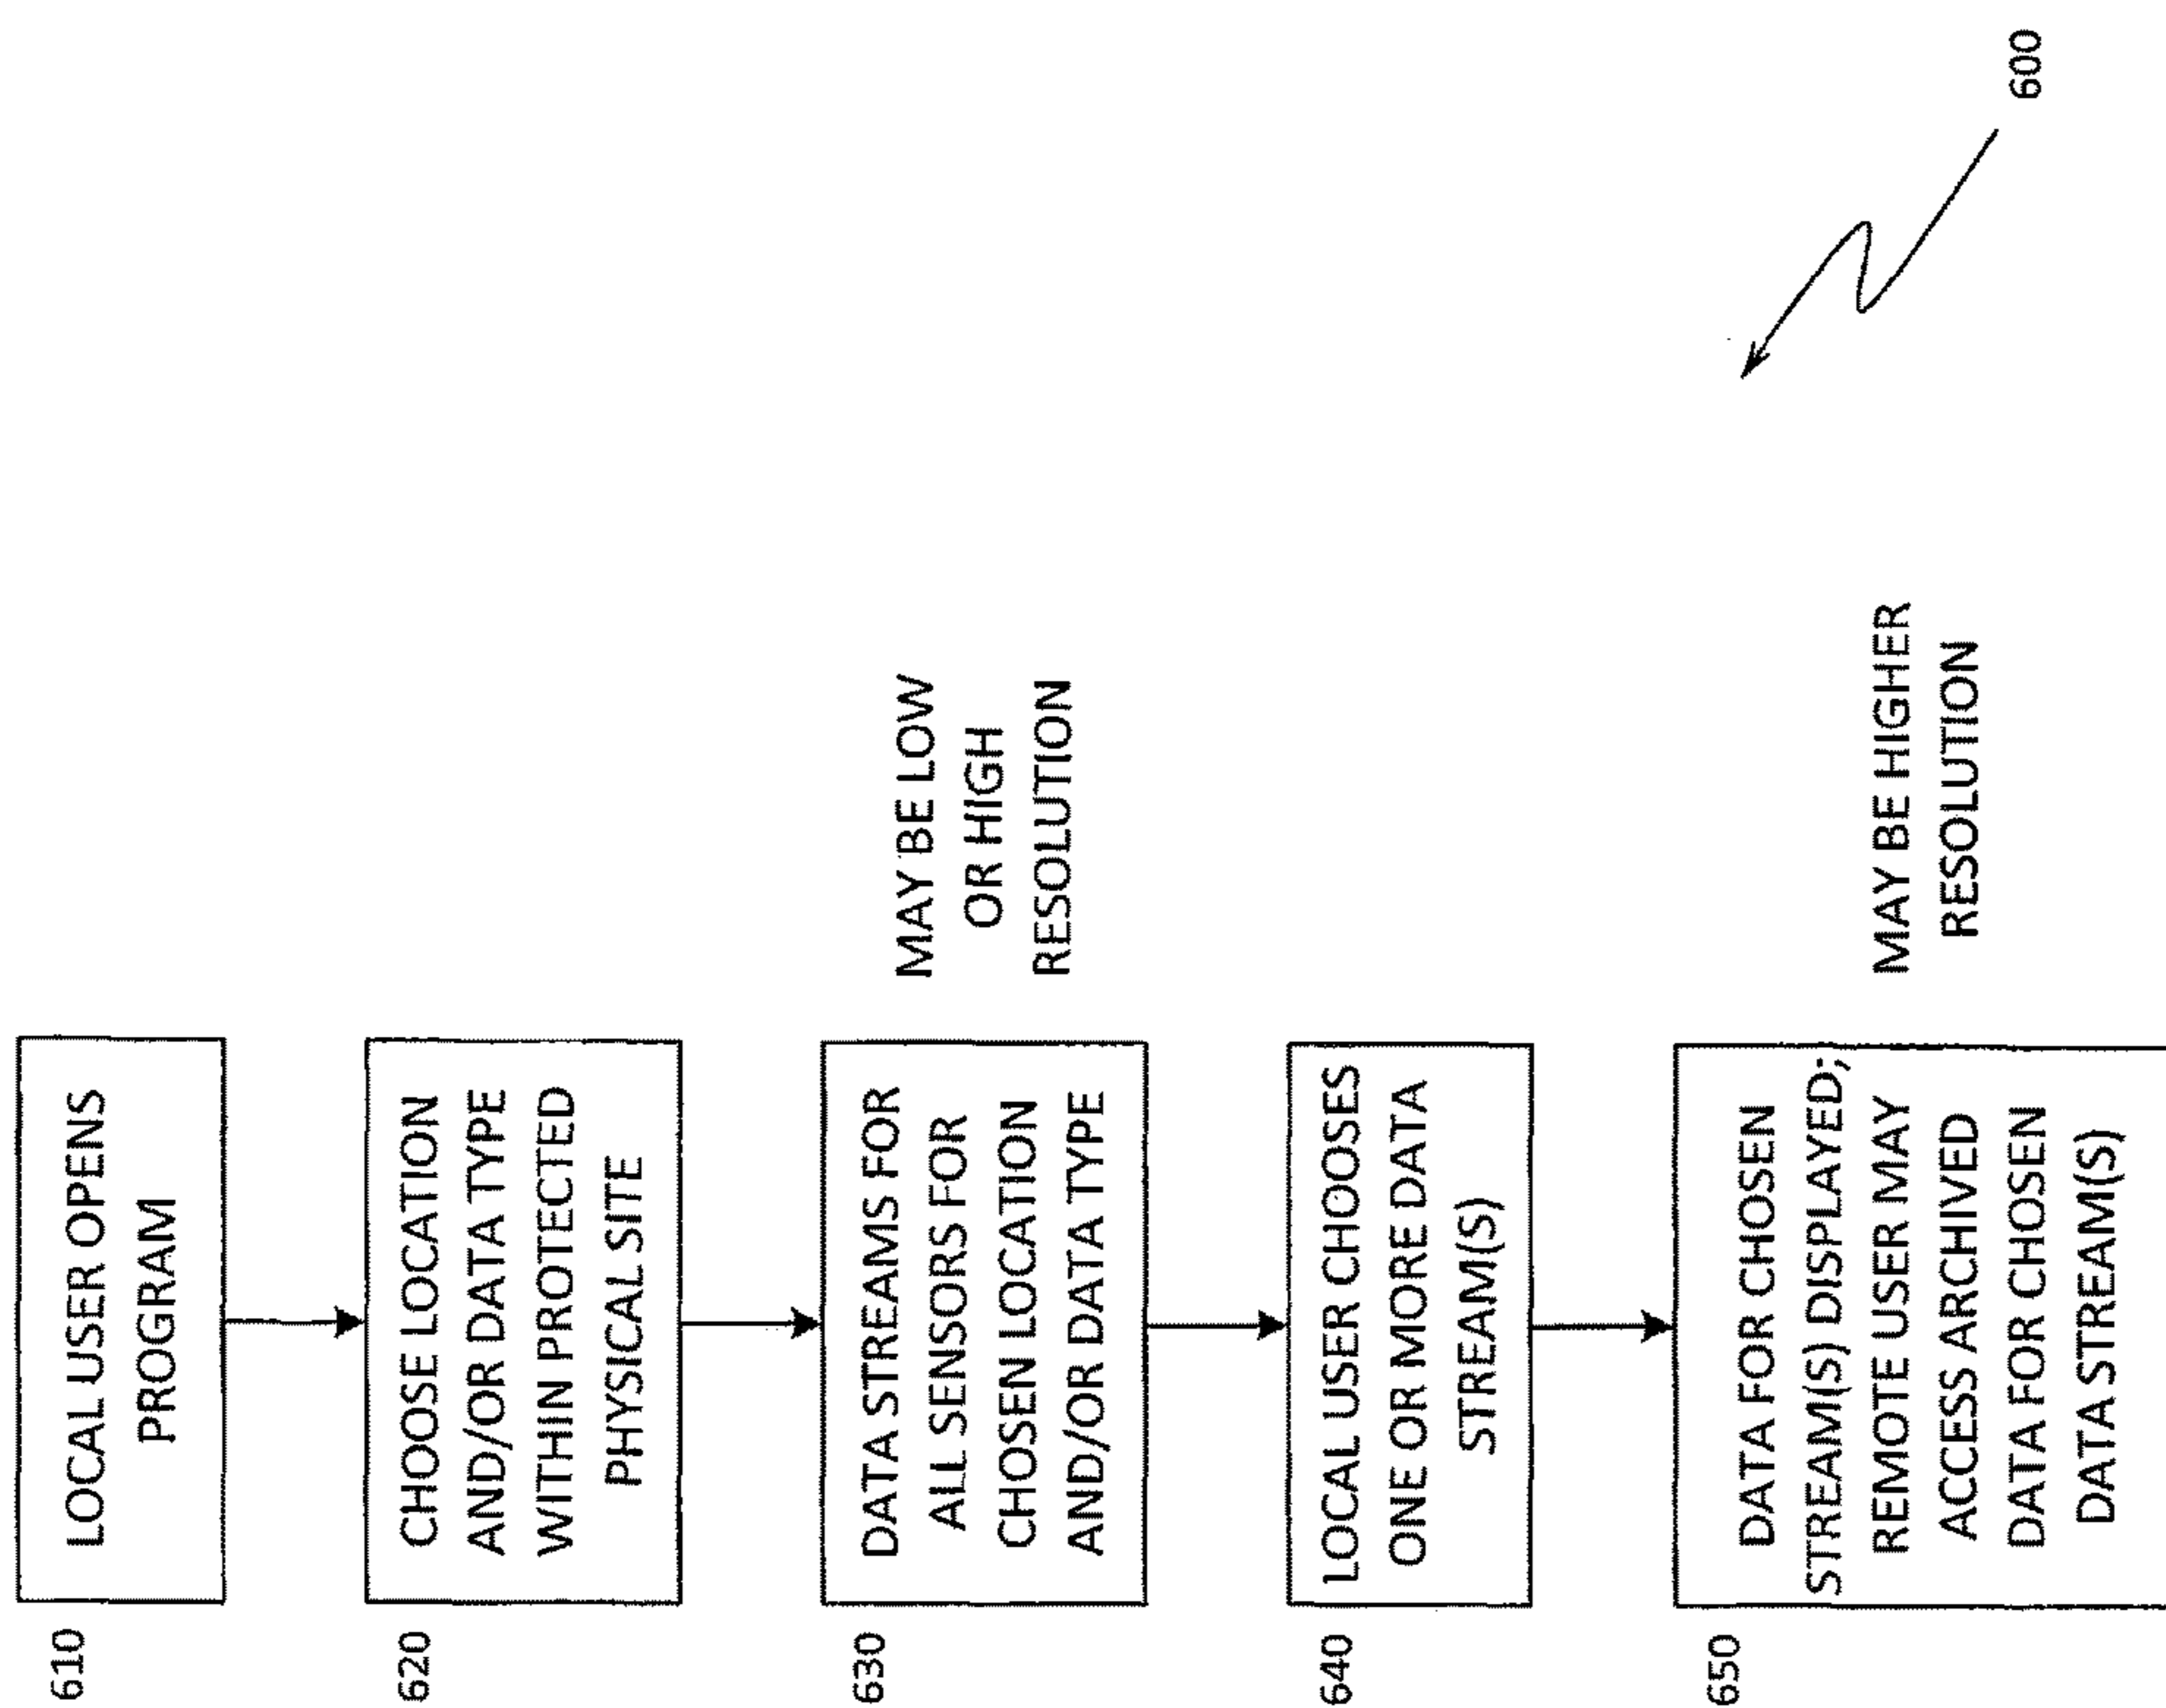 610
LOCAL USER OPENS
PROGRAM
620
CHOOSE LOCATION
AND/OR DATA TYPE
WITHIN PROTECTED
PHYSICAL SITE
630
DATA STREAMS FOR
ALL SENSORS FOR
CHOSEN LOCATION
AND/OR DATA TYPE
MAY BE LOW
OR HIGH
RESOLUTION
640
LOCAL USER CHOOSES
ONE OR MORE DATA
STREAM(S)
650
DATA FOR CHOSEN
STREAM(S) DISPLAYED;
REMOTE USER MAY
ACCESS ARCHIVED
DATA FOR CHOSEN
DATA STREAM(S)
MAY BE HIGHER
RESOLUTION
600